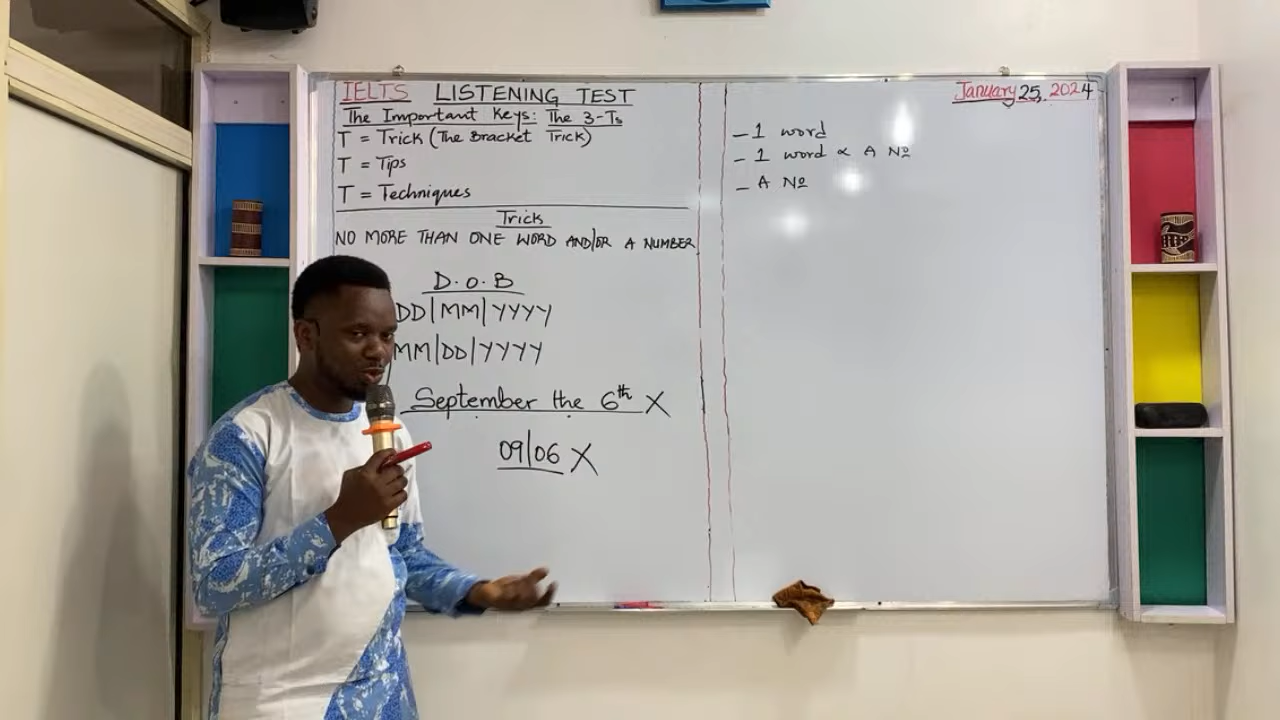 IELTS LISTENING TEST
The Important Keys: The 3-Ts
T = Trick (The Bracket Trick)
T = Tips
T = Techniques
Trick
NO MORE THAN ONE WORD AND/OR A NUMBER
D.O.B
DD/MM/YYYY
MM/DD/YYYY
September the 6th X
09/06 X
January 25, 2024
- 1 word
- 1 word & A No
- A No